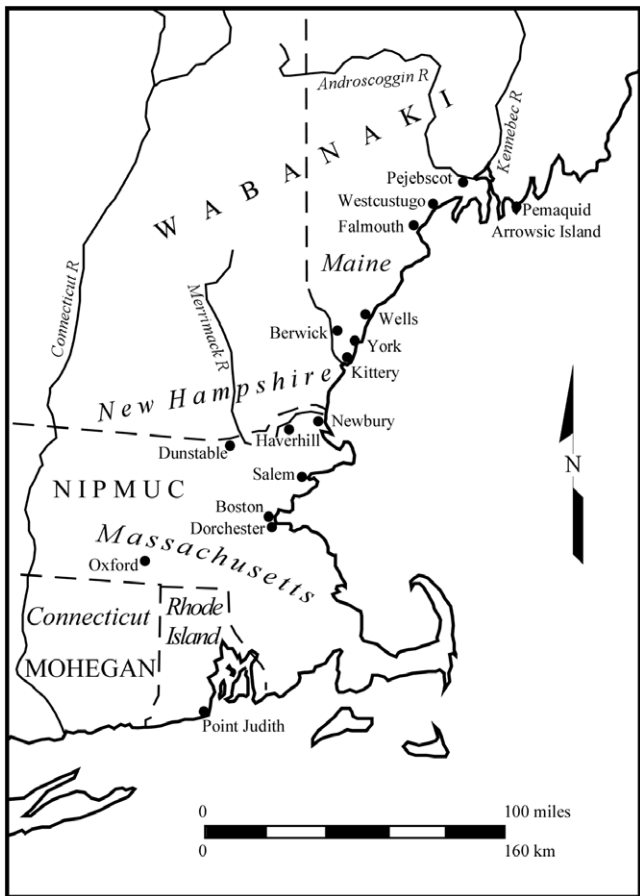 Androscoggin R
Kennebec R
WABANAKI
Pejebscot
Westcustugo
Pemaquid
Falmouth
Arrowsic Island
Maine
Connecticut R
Merrimack R
Wells
Berwick
York
Kittery
New Hampshire
Newbury
Haverhill
Dunstable
N
Salem
NIPMUC
Boston
Dorchester
Massachusetts
Oxford
Connecticut
Rhode
Island
MOHEGAN
Point Judith
0 100 miles
0 160 km